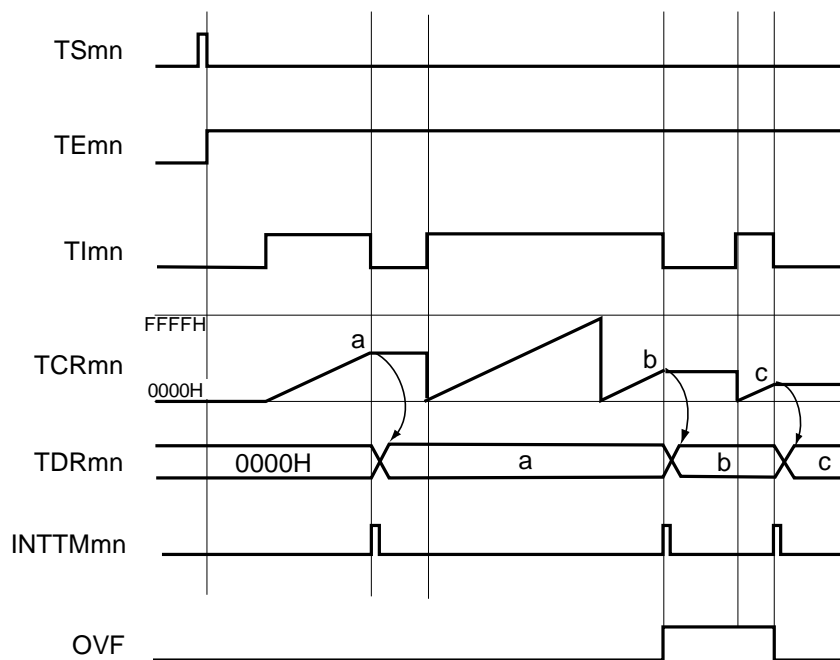 TSmn
TEmn
TImn
FFFFH
a
TCRmn
b
c
0000H
TDRmn
0000H
a
b
c
INTTMmn
OVF